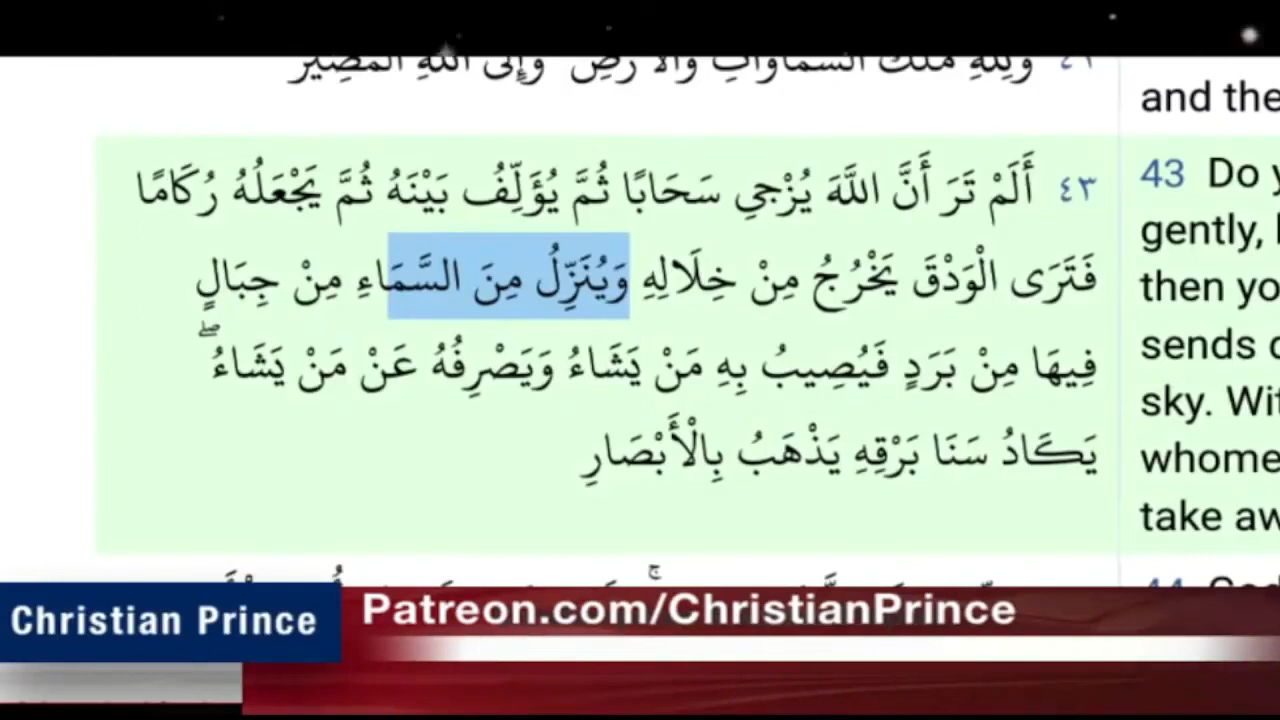 ٤٣ أَلَمْ تَرَ أَنَّ اللَّهَ يُزْجِي سَحَابًا ثُمَّ يُؤَلِّفُ بَيْنَهُ ثُمَّ يَجْعَلُهُ رُكَامًا
فَتَرَى الْوَدْقَ يَخْرُجُ مِنْ خِلَالِهِ وَيُنَزِّلُ مِنَ السَّمَاءِ مِنْ جِبَالٍ
فِيهَا مِنْ بَرَدٍ فَيُصِيبُ بِهِ مَنْ يَشَاءُ وَيَصْرِفُهُ عَنْ مَنْ يَشَاءُ ۖ
يَكَادُ سَنَا بَرْقِهِ يَذْهَبُ بِالْأَبْصَارِ
and the
43 Do y
gently,
then yo
sends
sky. Wit
whome
take aw
Christian Prince
Patreon.com/ChristianPrince